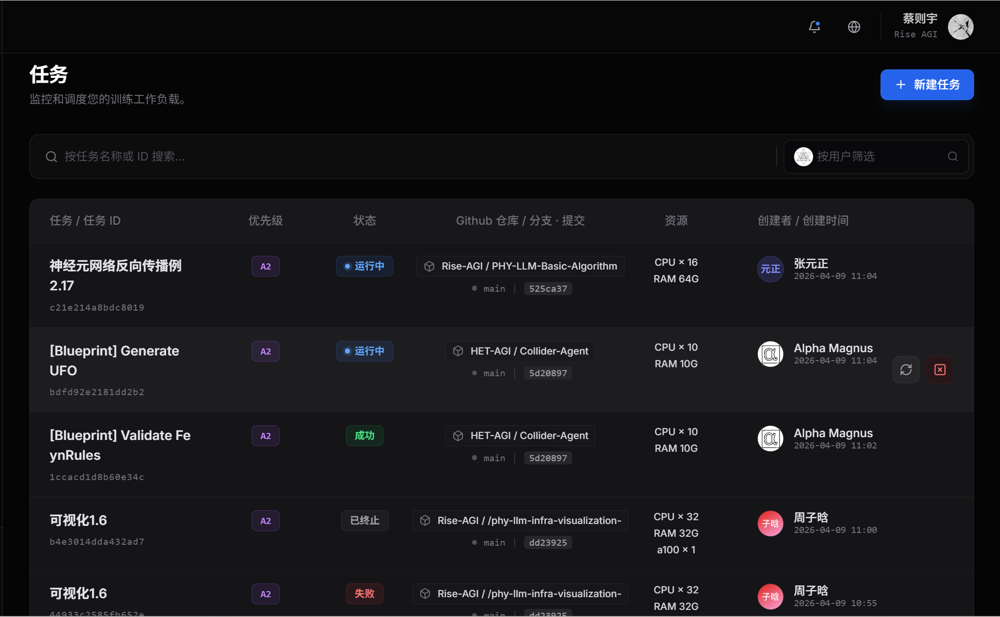 蔡则宇
Rise AGI
任务
监控和调度您的训练工作负载。
新建任务
按任务名称或 ID 搜索...
按用户筛选
任务 / 任务 ID 优先级 状态 Github 仓库 / 分支 · 提交 资源 创建者 / 创建时间
神经元网络反向传播例
2.17
c21e214a8bdc8019
A2
运行中
Rise-AGI / PHY-LLM-Basic-Algorithm
main | 525ca37
CPU × 16
RAM 64G
元正
张元正
2026-04-09 11:04
[Blueprint] Generate
UFO
bdfd92e2181dd2b2
A2
运行中
HET-AGI / Collider-Agent
main | 5d20897
CPU × 10
RAM 10G
α
Alpha Magnus
2026-04-09 11:04
[Blueprint] Validate Fe
ynRules
1ccacd1d8b60e34c
A2
成功
HET-AGI / Collider-Agent
main | 5d20897
CPU × 10
RAM 10G
α
Alpha Magnus
2026-04-09 11:02
可视化1.6
b4e3014dda432ad7
A2
已终止
Rise-AGI / /phy-llm-infra-visualization-
main | dd23925
CPU × 32
RAM 32G
a100 × 1
子晗
周子晗
2026-04-09 11:00
可视化1.6
44933c2585fb652e
A2
失败
Rise-AGI / /phy-llm-infra-visualization-
main | dd23925
CPU × 32
RAM 32G
子晗
周子晗
2026-04-09 10:55